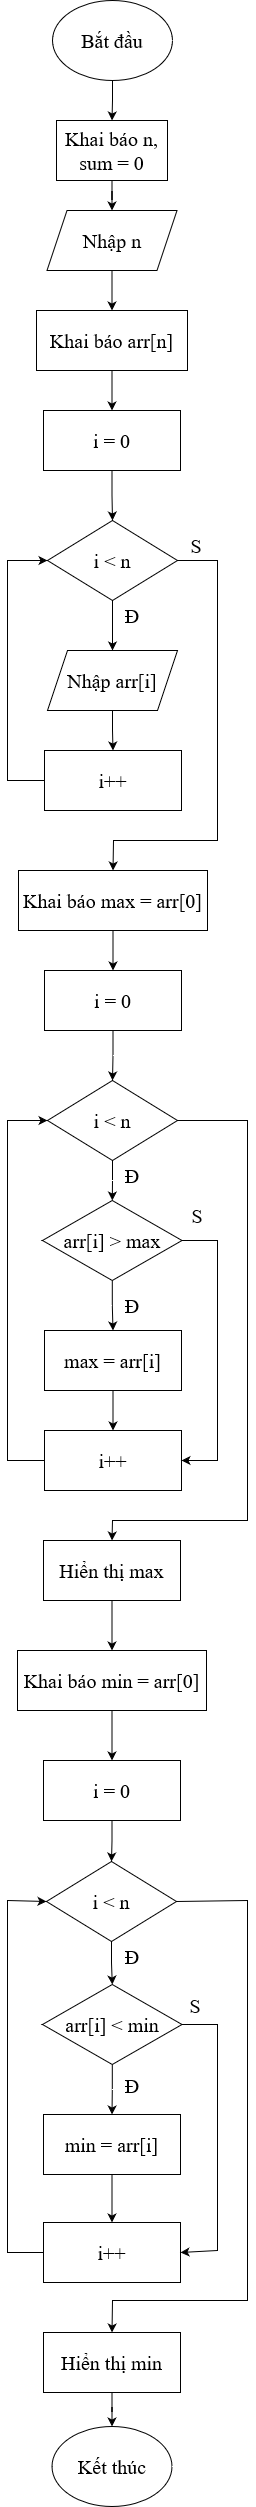 Bắt đầu
Khai báo n,
sum = 0
Nhập n
Khai báo arr[n]
i = 0
i < n
S
Đ
Nhập arr[i]
i++
Khai báo max = arr[0]
i = 0
i < n
Đ
S
arr[i] > max
Đ
max = arr[i]
i++
Hiển thị max
Khai báo min = arr[0]
i = 0
i < n
Đ
S
arr[i] < min
Đ
min = arr[i]
i++
Hiển thị min
Kết thúc